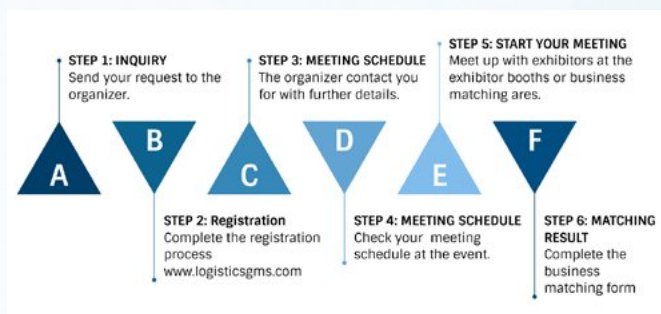 STEP 1: INQUIRY
Send your request to the
organizer.
STEP 3: MEETING SCHEDULE
The organizer contact you
for with further details.
STEP 5: START YOUR MEETING
Meet up with exhibitors at the
exhibitor booths or business
matching ares.
A
B
C
D
E
F
STEP 2: Registration
Complete the registration
process
www.logisticsgms.com
STEP 4: MEETING SCHEDULE
Check your meeting
schedule at the event.
STEP 6: MATCHING
RESULT
Complete the
business
matching form